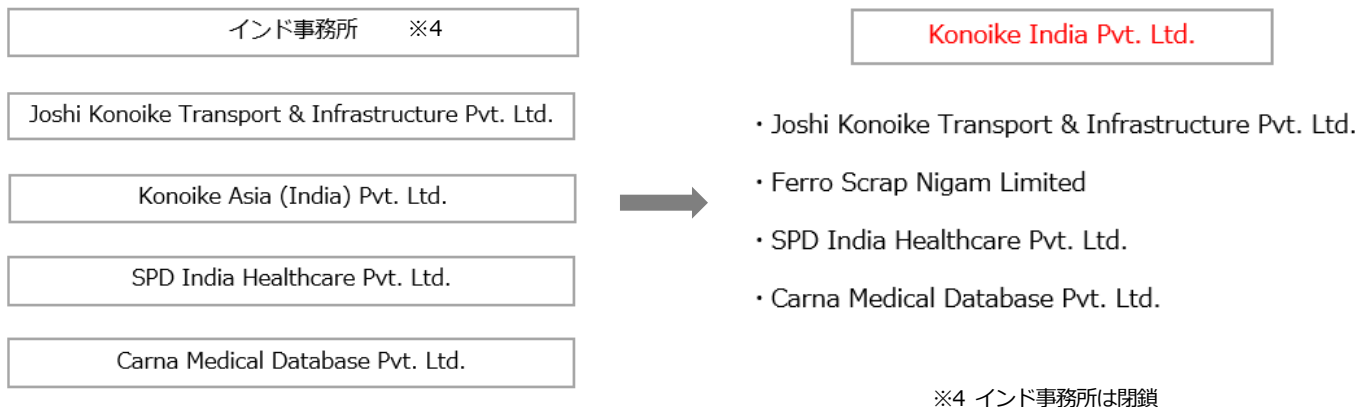 インド事務所 ※4
Joshi Konoike Transport & Infrastructure Pvt. Ltd.
Konoike Asia (India) Pvt. Ltd.
SPD India Healthcare Pvt. Ltd.
Carna Medical Database Pvt. Ltd.
Konoike India Pvt. Ltd.
・Joshi Konoike Transport & Infrastructure Pvt. Ltd.
・Ferro Scrap Nigam Limited
・SPD India Healthcare Pvt. Ltd.
・Carna Medical Database Pvt. Ltd.
※4 インド事務所は閉鎖